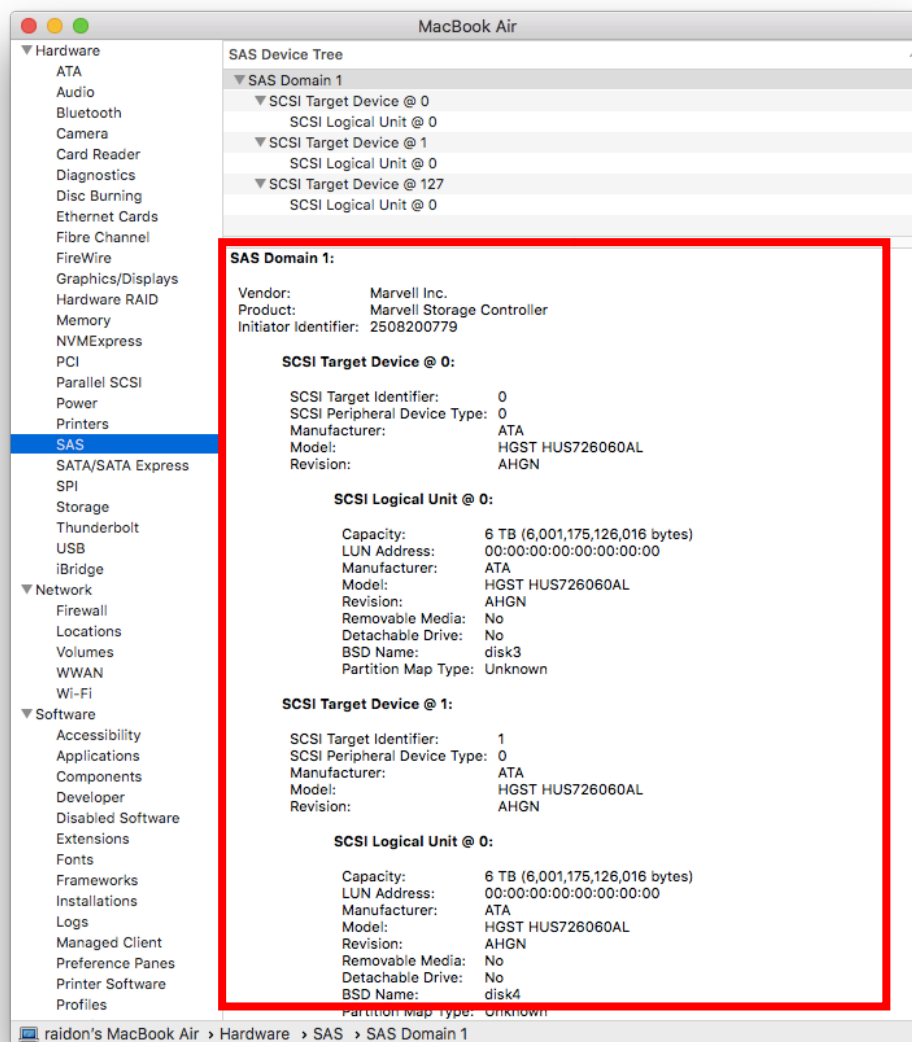 MacBook Air
Hardware
ATA
Audio
Bluetooth
Camera
Card Reader
Diagnostics
Disc Burning
Ethernet Cards
Fibre Channel
FireWire
Graphics/Displays
Hardware RAID
Memory
NVMExpress
PCI
Parallel SCSI
Power
Printers
SAS
SATA/SATA Express
SPI
Storage
Thunderbolt
USB
iBridge
Network
Firewall
Locations
Volumes
WWAN
Wi-Fi
Software
Accessibility
Applications
Components
Developer
Disabled Software
Extensions
Fonts
Frameworks
Installations
Logs
Managed Client
Preference Panes
Printer Software
Profiles
SAS Device Tree
SAS Domain 1
SCSI Target Device @ 0
SCSI Logical Unit @ 0
SCSI Target Device @ 1
SCSI Logical Unit @ 0
SCSI Target Device @ 127
SCSI Logical Unit @ 0
SAS Domain 1:
Vendor: Marvell Inc.
Product: Marvell Storage Controller
Initiator Identifier: 2508200779
SCSI Target Device @ 0:
SCSI Target Identifier: 0
SCSI Peripheral Device Type: 0
Manufacturer: ATA
Model: HGST HUS726060AL
Revision: AHGN
SCSI Logical Unit @ 0:
Capacity: 6 TB (6,001,175,126,016 bytes)
LUN Address: 00:00:00:00:00:00:00:00
Manufacturer: ATA
Model: HGST HUS726060AL
Revision: AHGN
Removable Media: No
Detachable Drive: No
BSD Name: disk3
Partition Map Type: Unknown
SCSI Target Device @ 1:
SCSI Target Identifier: 1
SCSI Peripheral Device Type: 0
Manufacturer: ATA
Model: HGST HUS726060AL
Revision: AHGN
SCSI Logical Unit @ 0:
Capacity: 6 TB (6,001,175,126,016 bytes)
LUN Address: 00:00:00:00:00:00:00:00
Manufacturer: ATA
Model: HGST HUS726060AL
Revision: AHGN
Removable Media: No
Detachable Drive: No
BSD Name: disk4
Partition Map Type: Unknown
raidon's MacBook Air › Hardware › SAS › SAS Domain 1